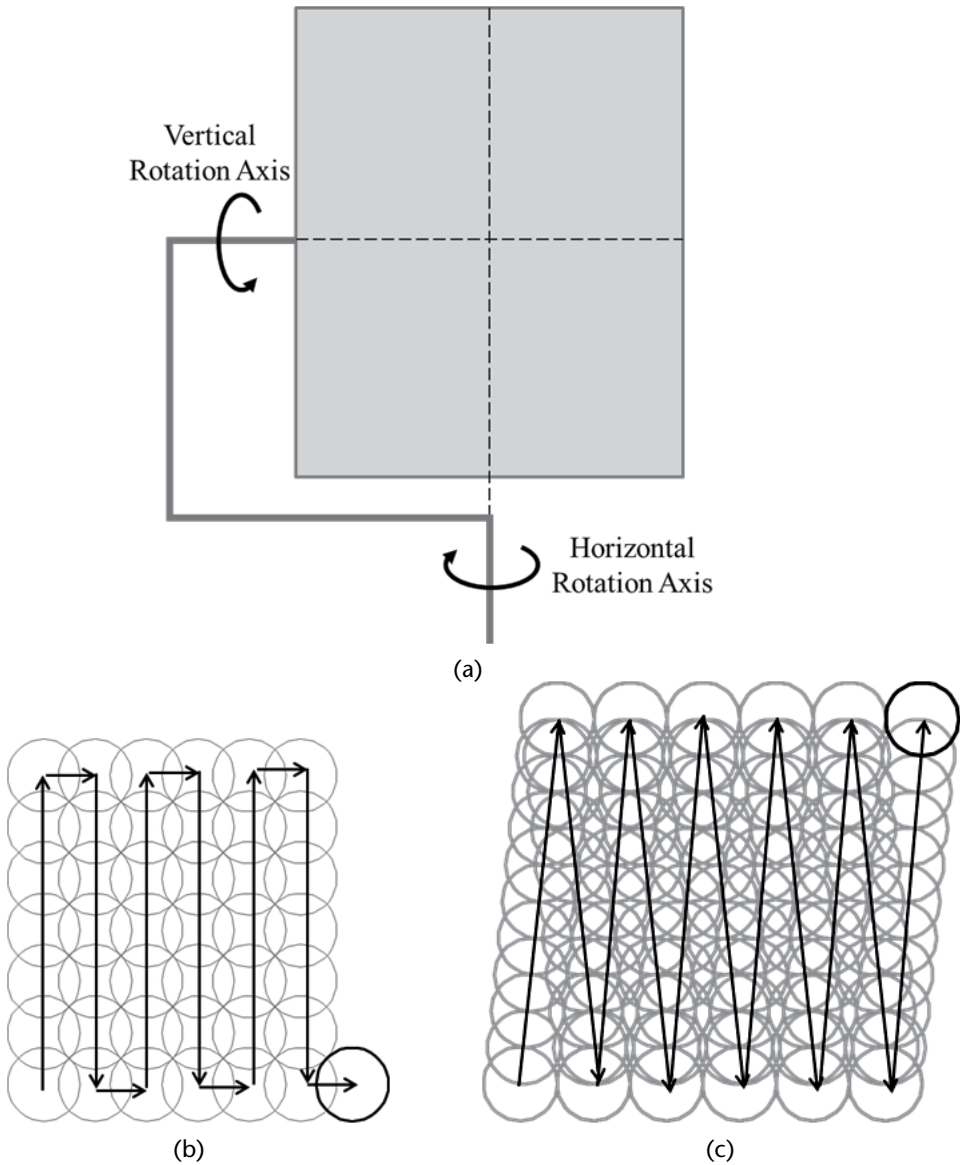 Vertical
Rotation Axis
Horizontal
Rotation Axis
(a)
(b)
(c)